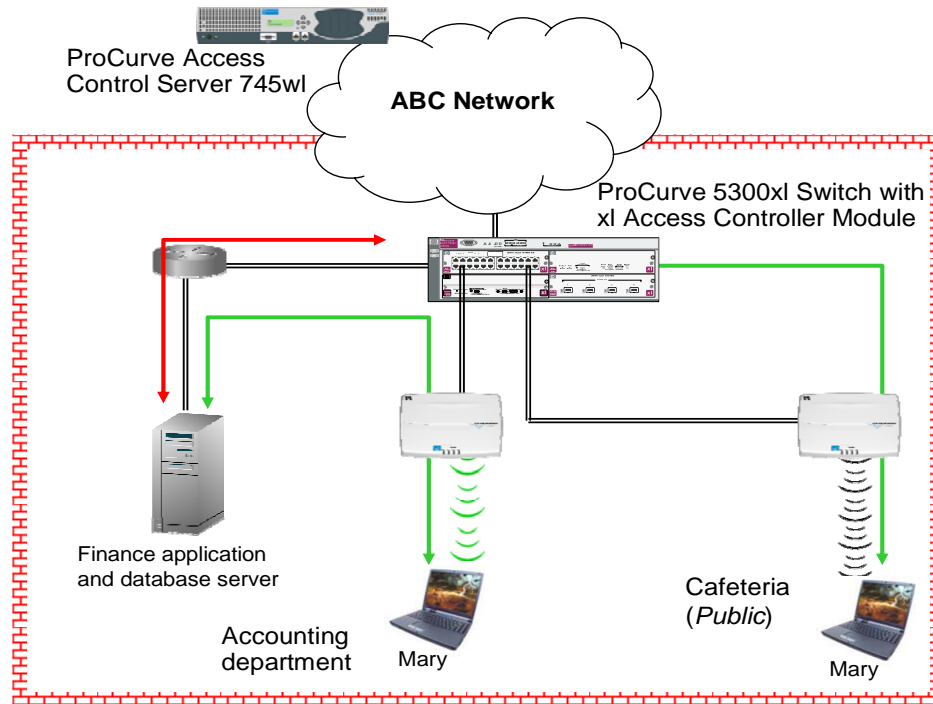 ProCurve Access
Control Server 745wl
ABC Network
ProCurve 5300xl Switch with
xl Access Controller Module
Finance application
and database server
Accounting
department
Mary
Cafeteria
(Public)
Mary